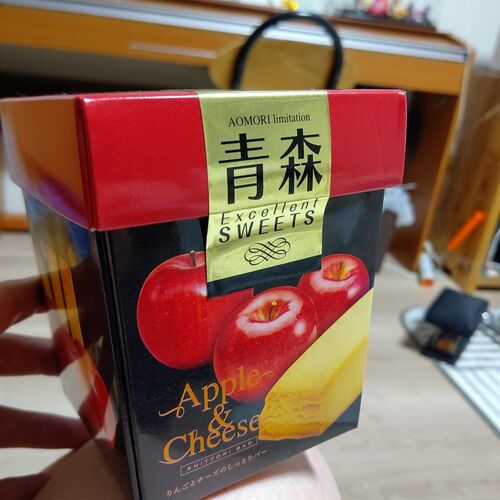 AOMORI limitation
青森
Excellent
SWEETS
Apple
&
Cheese
SHITTORI BAR
りんごとチーズのしっとりバー